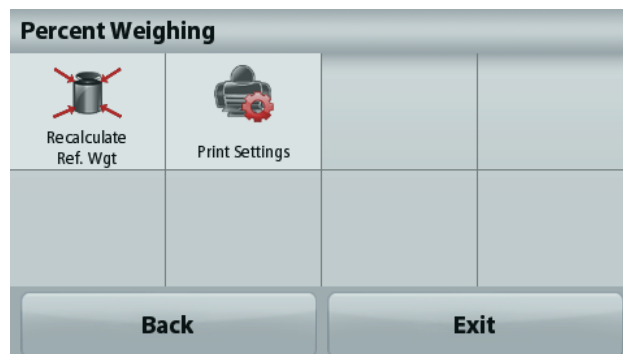 Percent Weighing
Recalculate
Ref. Wgt
Print Settings
Back
Exit